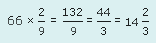 66 × 2/9 = 132/9 = 44/3 = 14 2/3